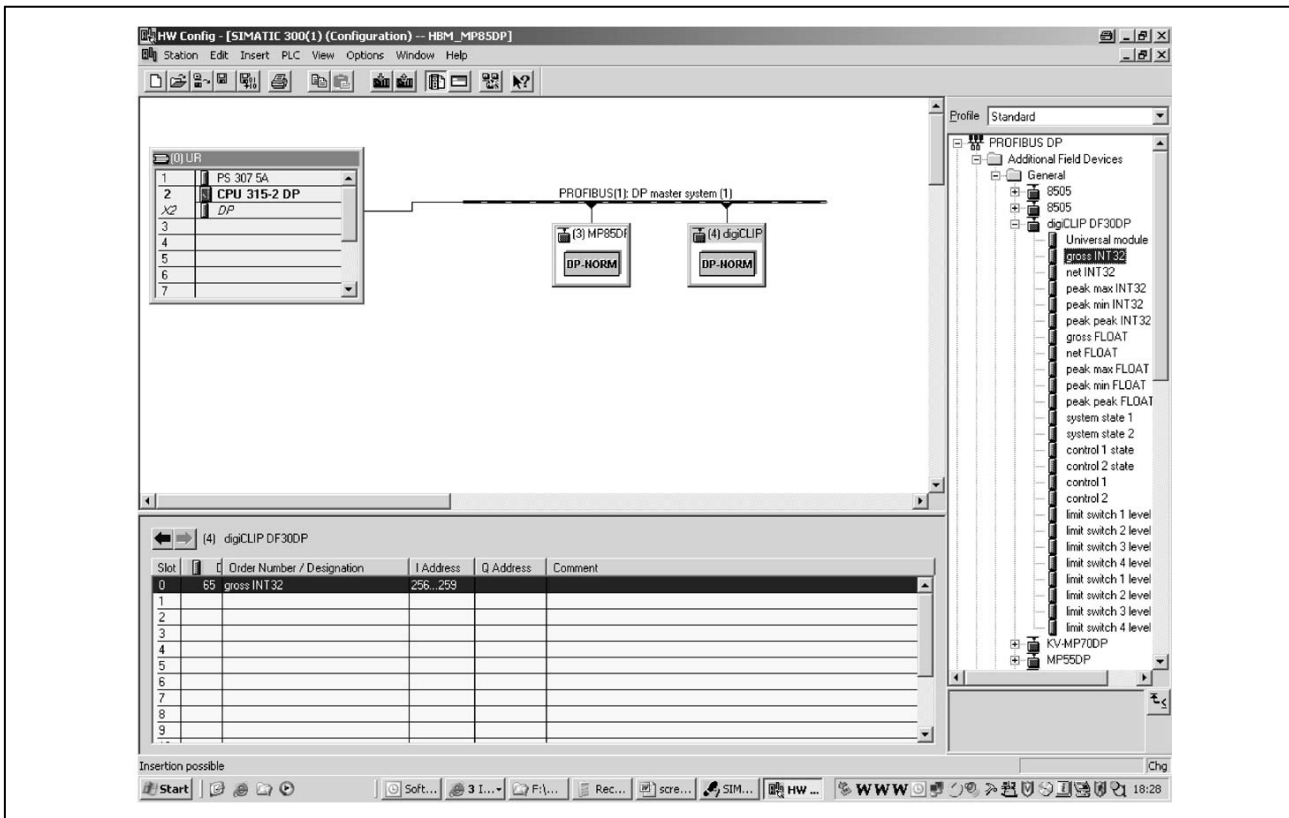 HW Config - [SIMATIC 300(1) (Configuration) -- HBM_MP85DP]
Station Edit Insert PLC View Options Window Help
(0) UR
1 PS 307 5A
2 CPU 315-2 DP
X2 DP
3
4
5
6
7
PROFIBUS(1): DP master system (1)
(3) MP85DF
DP-NORM
(4) digiCLIP
DP-NORM
Profile Standard
PROFIBUS DP
Additional Field Devices
General
8505
8505
digiCLIP DF30DP
Universal module
gross INT32
net INT32
peak max INT32
peak min INT32
peak peak INT32
gross FLOAT
net FLOAT
peak max FLOAT
peak min FLOAT
peak peak FLOAT
system state 1
system state 2
control 1 state
control 2 state
control 1
control 2
limit switch 1 level
limit switch 2 level
limit switch 3 level
limit switch 4 level
limit switch 1 level
limit switch 2 level
limit switch 3 level
limit switch 4 level
KV-MP70DP
MP55DP
(4) digiCLIP DF30DP
Slot D Order Number / Designation I Address Q Address Comment
0 65 gross INT32 256...259
1
2
3
4
5
6
7
8
9
Insertion possible
Chg
Start Soft... 3 I... F:\... Rec... scre... SIM... HW ... WWW 18:28